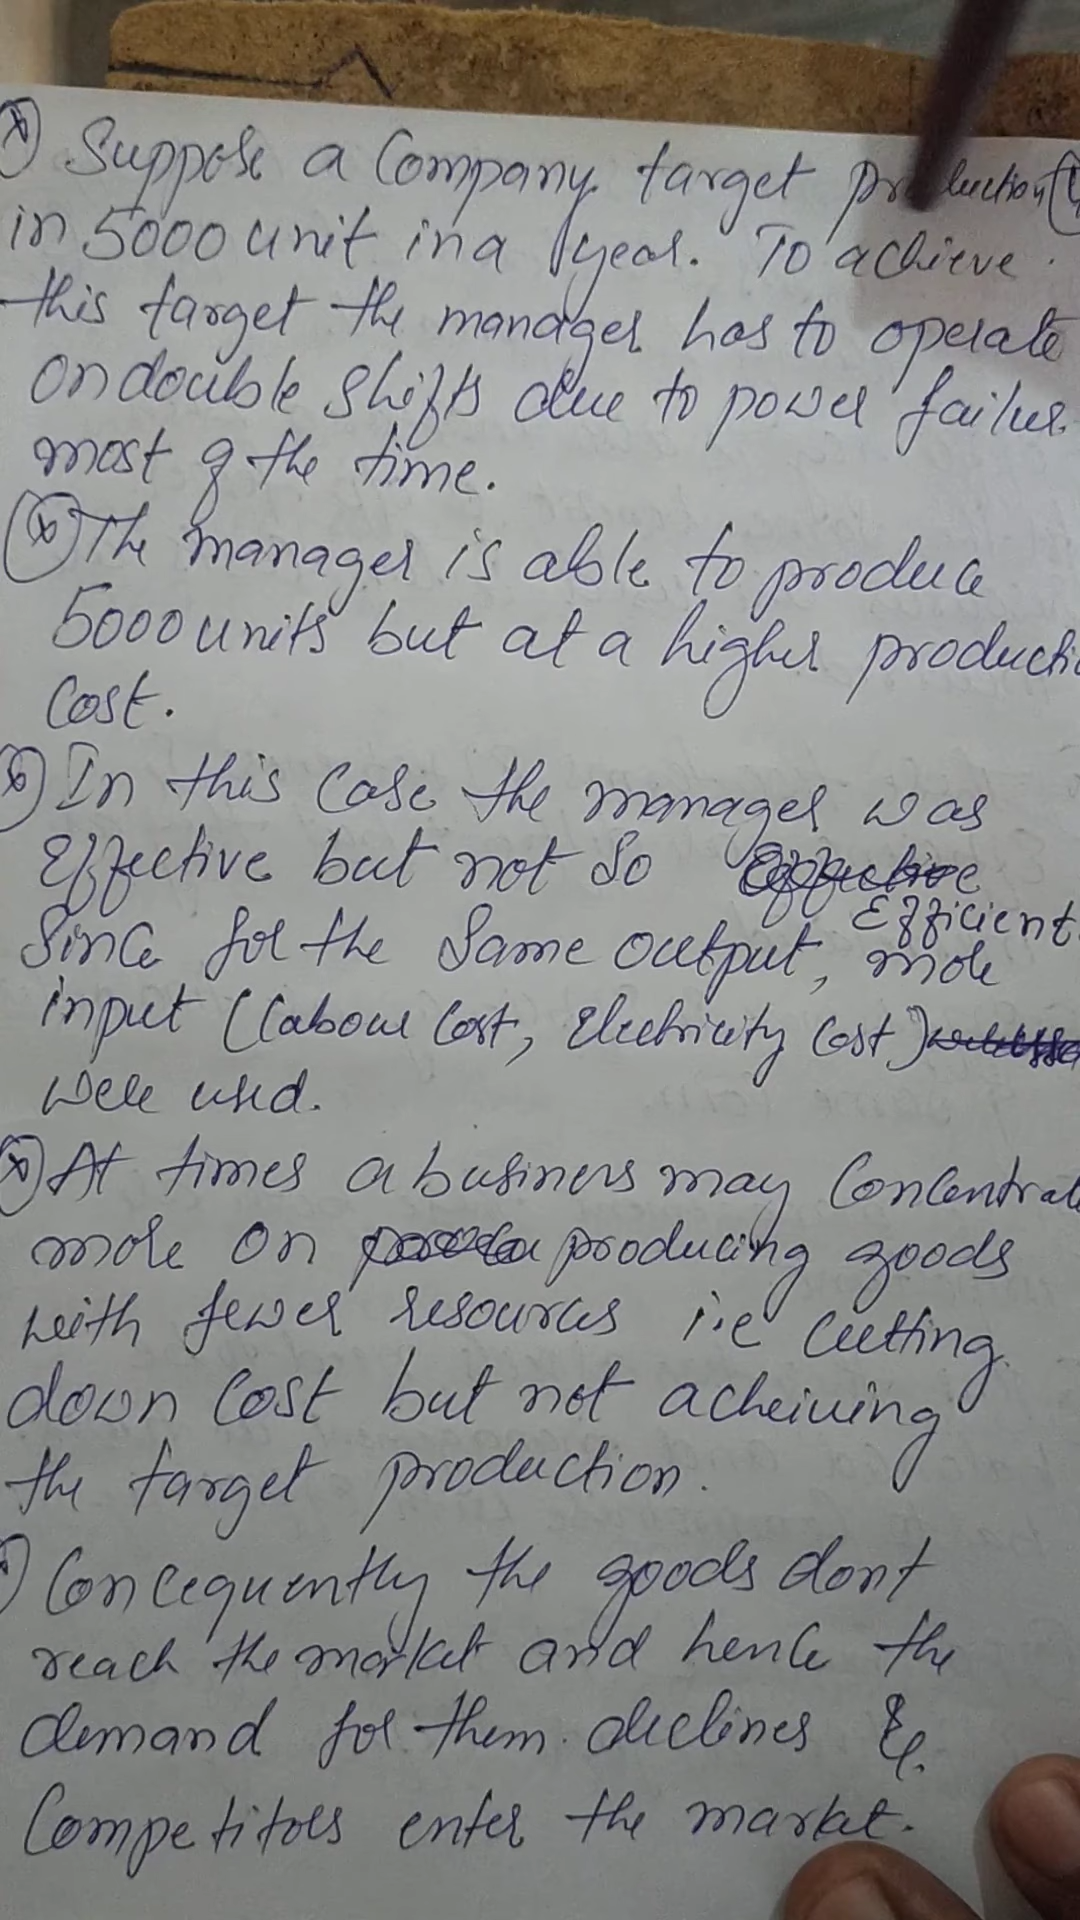 Suppose a Company target production
in 5000 unit in a year. To achieve
this target the manager has to operate
on double shifts due to power failure
most of the time.
The manager is able to produce
5000 units but at a higher producti
Cost.
In this case the manager was
Effective but not so Effective
Efficient.
Since for the same output, more
input (labour cost, Electricity cost)
were used.
At times a business may Concentrate
more on producing goods
with fewer resources i.e cutting
down cost but not acheiving
the target production.
Concequently the goods dont
reach the market and hence the
demand for them declines &
Competitors enter the market.